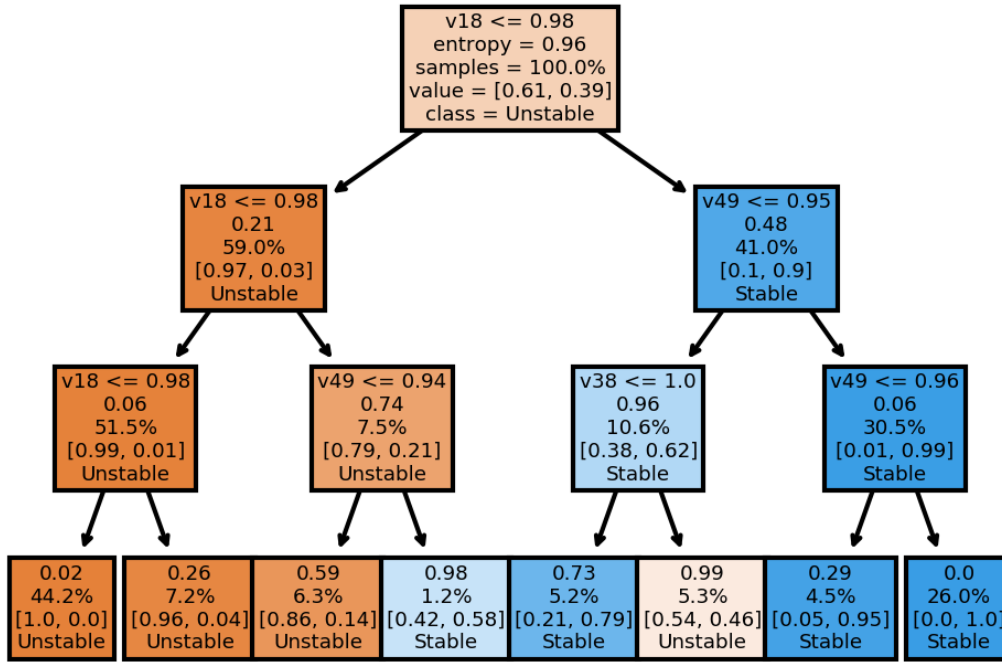 v18 <= 0.98
entropy = 0.96
samples = 100.0%
value = [0.61, 0.39]
class = Unstable
v18 <= 0.98
0.21
59.0%
[0.97, 0.03]
Unstable
v49 <= 0.95
0.48
41.0%
[0.1, 0.9]
Stable
v18 <= 0.98
0.06
51.5%
[0.99, 0.01]
Unstable
v49 <= 0.94
0.74
7.5%
[0.79, 0.21]
Unstable
v38 <= 1.0
0.96
10.6%
[0.38, 0.62]
Stable
v49 <= 0.96
0.06
30.5%
[0.01, 0.99]
Stable
0.02
44.2%
[1.0, 0.0]
Unstable
0.26
7.2%
[0.96, 0.04]
Unstable
0.59
6.3%
[0.86, 0.14]
Unstable
0.98
1.2%
[0.42, 0.58]
Stable
0.73
5.2%
[0.21, 0.79]
Stable
0.99
5.3%
[0.54, 0.46]
Unstable
0.29
4.5%
[0.05, 0.95]
Stable
0.0
26.0%
[0.0, 1.0]
Stable